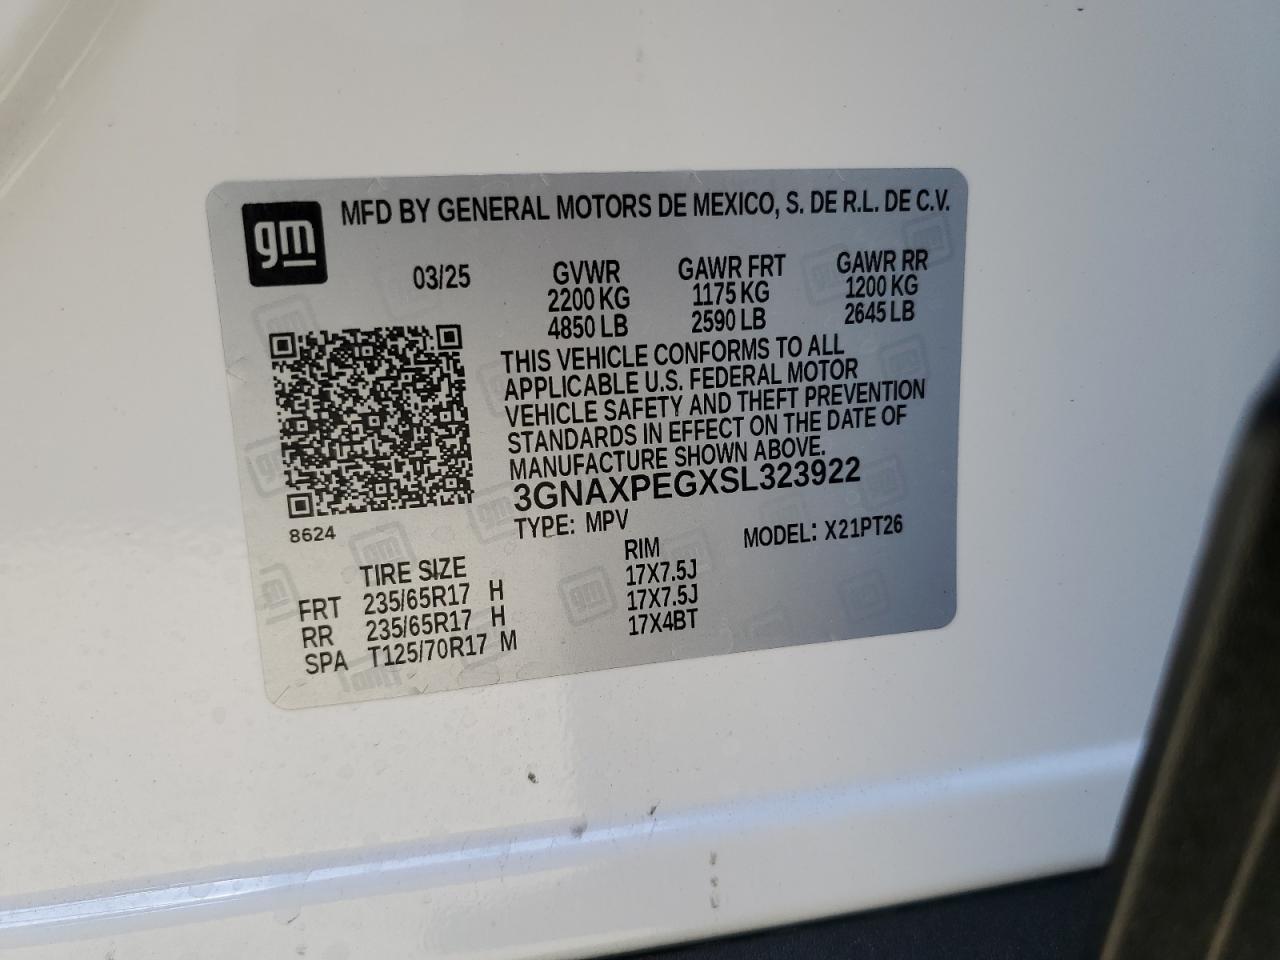 gm
MFD BY GENERAL MOTORS DE MEXICO, S. DE R.L. DE C.V.
03/25 GVWR GAWR FRT GAWR RR
2200 KG 1175 KG 1200 KG
4850 LB 2590 LB 2645 LB
THIS VEHICLE CONFORMS TO ALL
APPLICABLE U.S. FEDERAL MOTOR
VEHICLE SAFETY AND THEFT PREVENTION
STANDARDS IN EFFECT ON THE DATE OF
MANUFACTURE SHOWN ABOVE.
3GNAXPEGXSL323922
8624
TYPE: MPV MODEL: X21PT26
TIRE SIZE RIM
FRT 235/65R17 H 17X7.5J
RR 235/65R17 H 17X7.5J
SPA T125/70R17 M 17X4BT